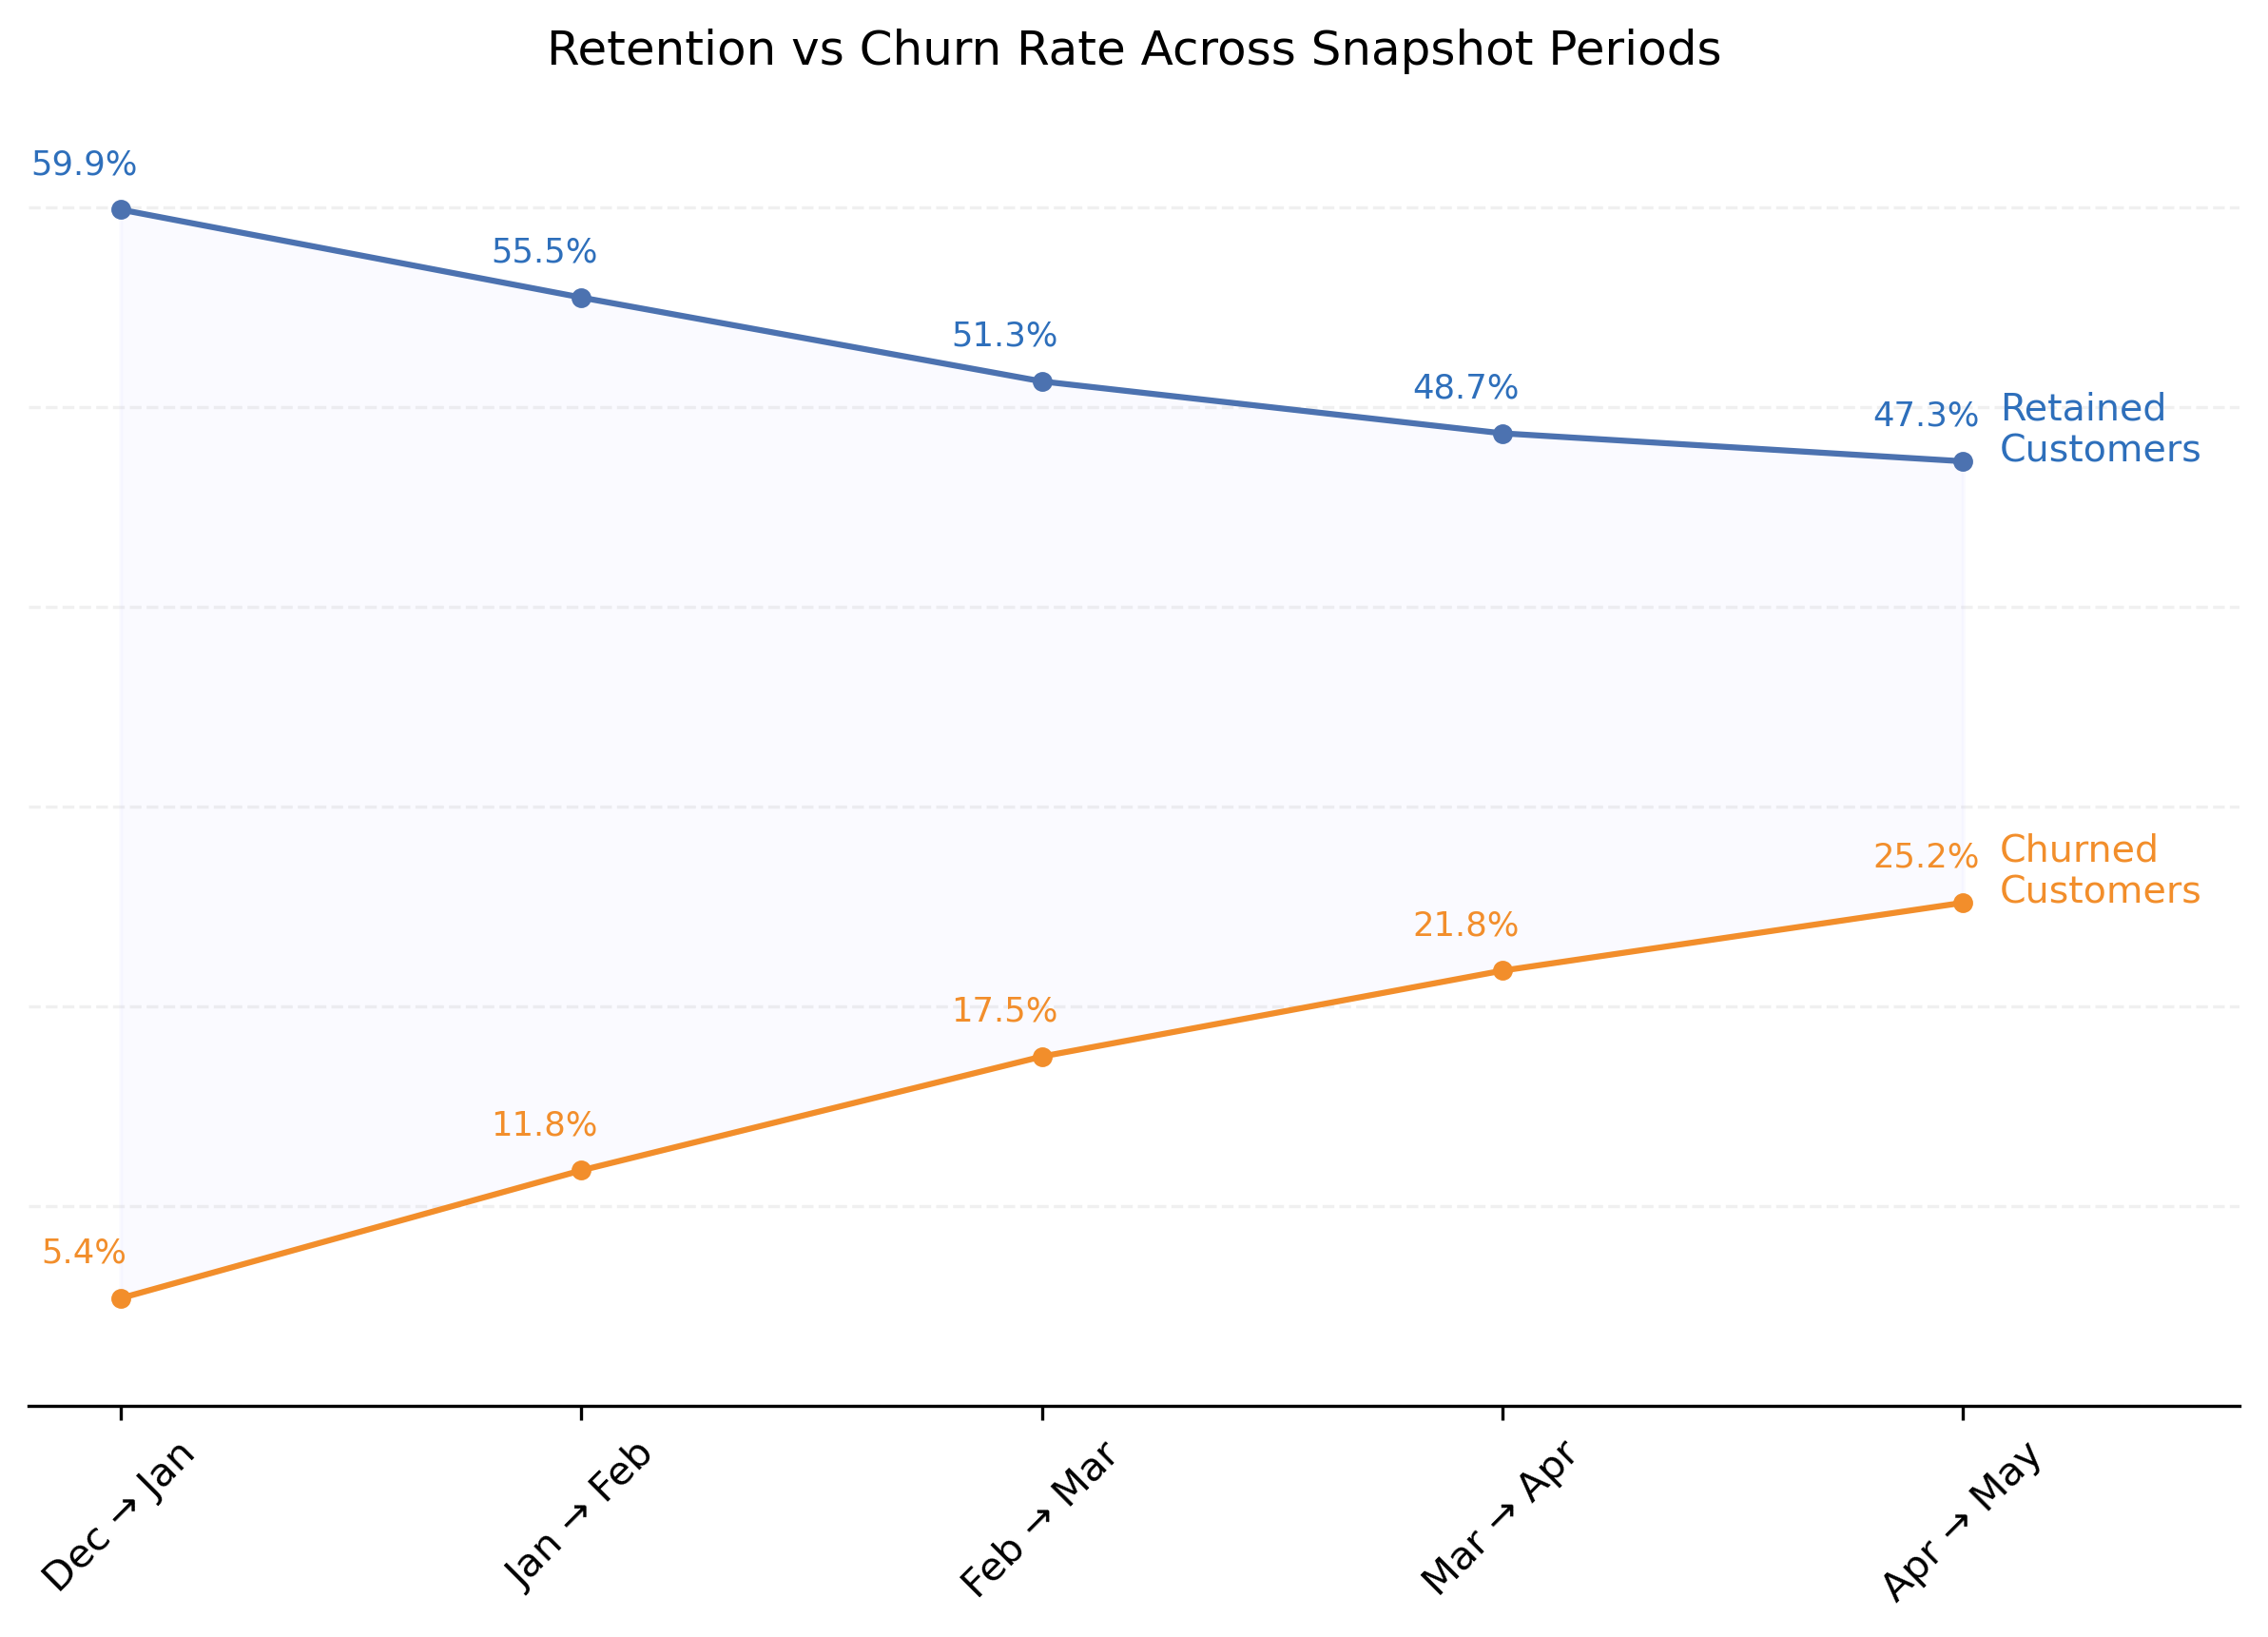 Retention vs Churn Rate Across Snapshot Periods
59.9%
55.5%
51.3%
48.7%
47.3%
Retained
Customers
25.2%
Churned
Customers
21.8%
17.5%
11.8%
5.4%
Dec → Jan
Jan → Feb
Feb → Mar
Mar → Apr
Apr → May